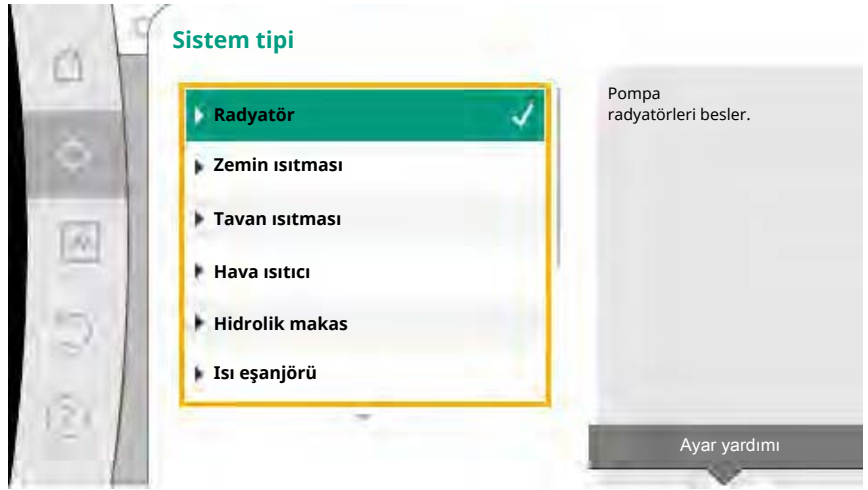 Sistem tipi
Radyatör
Zemin ısıtması
Tavan ısıtması
Hava ısıtıcı
Hidrolik makas
Isı eşanjörü
Pompa
radyatörleri besler.
Ayar yardımı